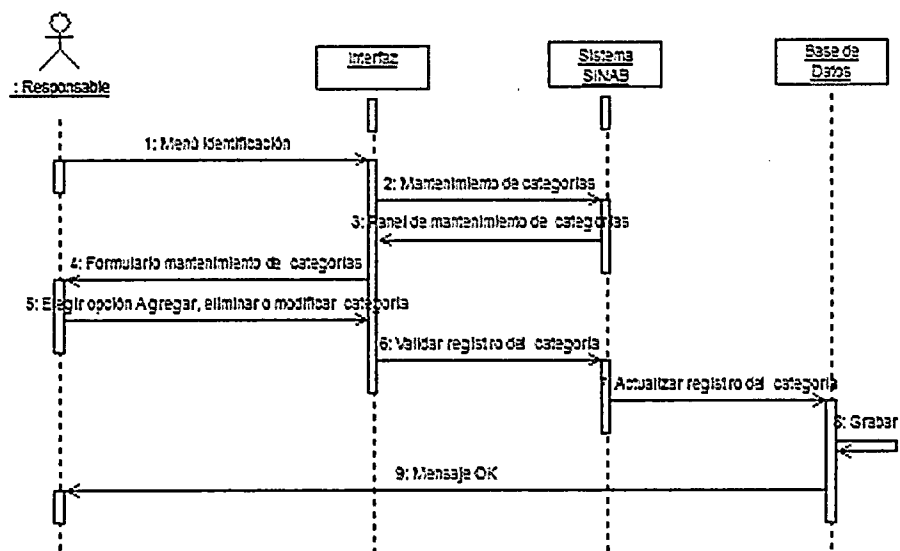 : Responsable
Interfaz
Sistema
SINAB
Base de
Datos
1: Menú identificación
2: Mantenimiento de categorías
3: Panel de mantenimiento de categorías
4: Formulario mantenimiento de categorías
5: Elegir opción Agregar, eliminar o modificar categoría
6: Validar registro del categoría
Actualizar registro del categoría
8: Grabar
9: Mensaje OK